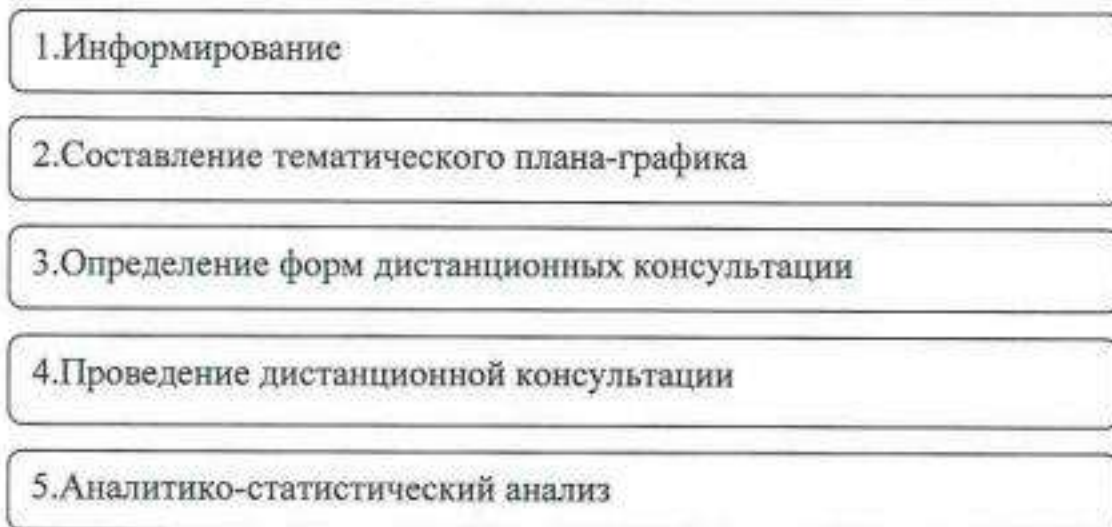 1.Информирование
2.Составление тематического плана-графика
3.Определение форм дистанционных консультации
4.Проведение дистанционной консультации
5.Аналитико-статистический анализ